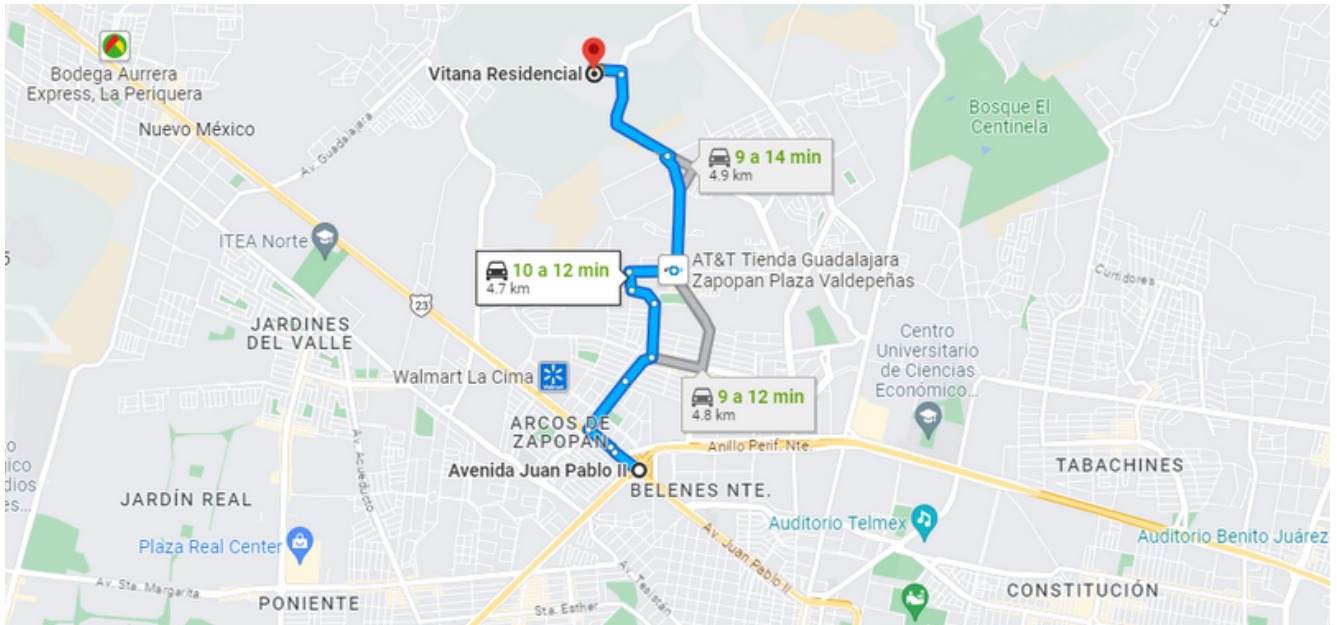 Bodega Aurrera
Express, La Periquera
Nuevo México
Av. Guadalajara
Vitana Residencial
Bosque El
Centinela
9 a 14 min
4.9 km
ITEA Norte
23
10 a 12 min
4.7 km
AT&T Tienda Guadalajara
Zapopan Plaza Valdepeñas
Curtidores
JARDINES
DEL VALLE
Centro
Universitario
de Ciencias
Económico...
Walmart La Cima
Walmart
9 a 12 min
4.8 km
ARCOS DE
ZAPOPAN
Anillo Perif. Nte.
Av. Acueducto
Avenida Juan Pablo II
BELENES NTE.
TABACHINES
JARDÍN REAL
Auditorio Telmex
Auditorio Benito Juárez
Plaza Real Center
Av. Juan Pablo II
Av. Sta. Margarita
Av. Tesistán
PONIENTE
Sta. Esther
CONSTITUCIÓN